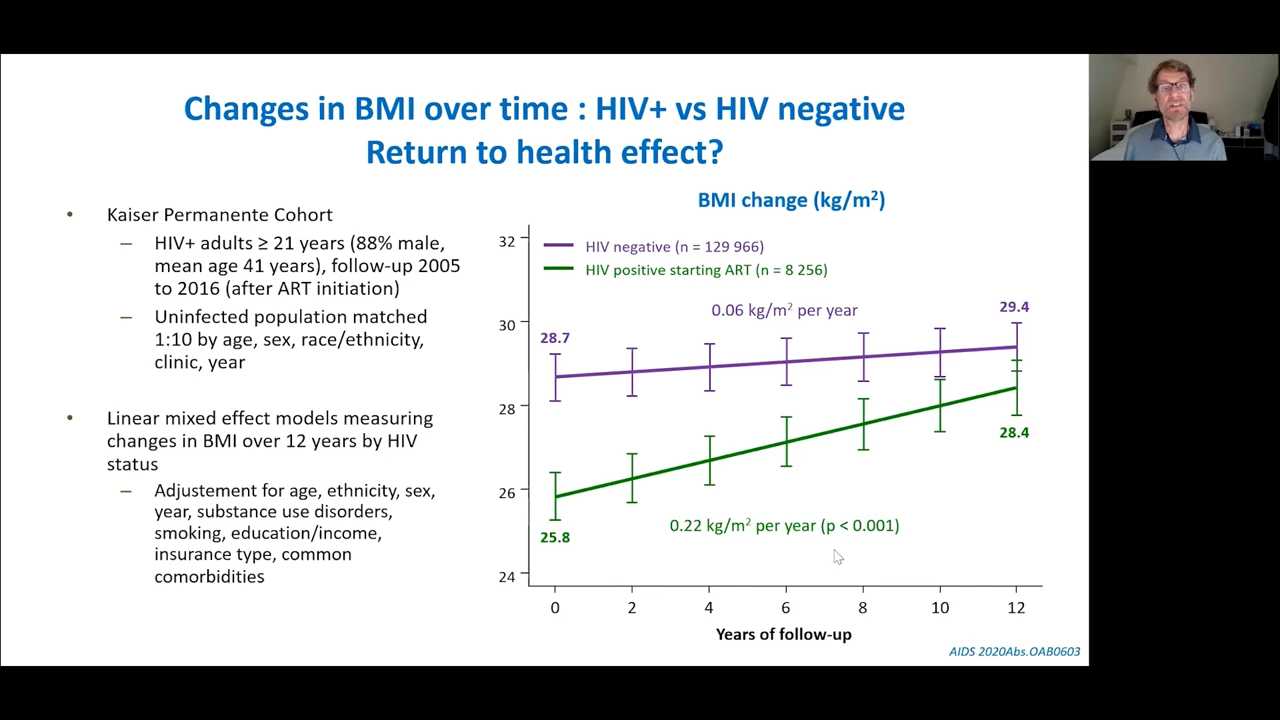 Changes in BMI over time : HIV+ vs HIV negative
Return to health effect?
• Kaiser Permanente Cohort
– HIV+ adults ≥ 21 years (88% male,
mean age 41 years), follow-up 2005
to 2016 (after ART initiation)
– Uninfected population matched
1:10 by age, sex, race/ethnicity,
clinic, year
• Linear mixed effect models measuring
changes in BMI over 12 years by HIV
status
– Adjustement for age, ethnicity, sex,
year, substance use disorders,
smoking, education/income,
insurance type, common
comorbidities
BMI change (kg/m²)
HIV negative (n = 129 966)
HIV positive starting ART (n = 8 256)
0.06 kg/m² per year
28.7
29.4
28.4
25.8
0.22 kg/m² per year (p < 0.001)
32
30
28
26
24
0 2 4 6 8 10 12
Years of follow-up
AIDS 2020Abs.OAB0603